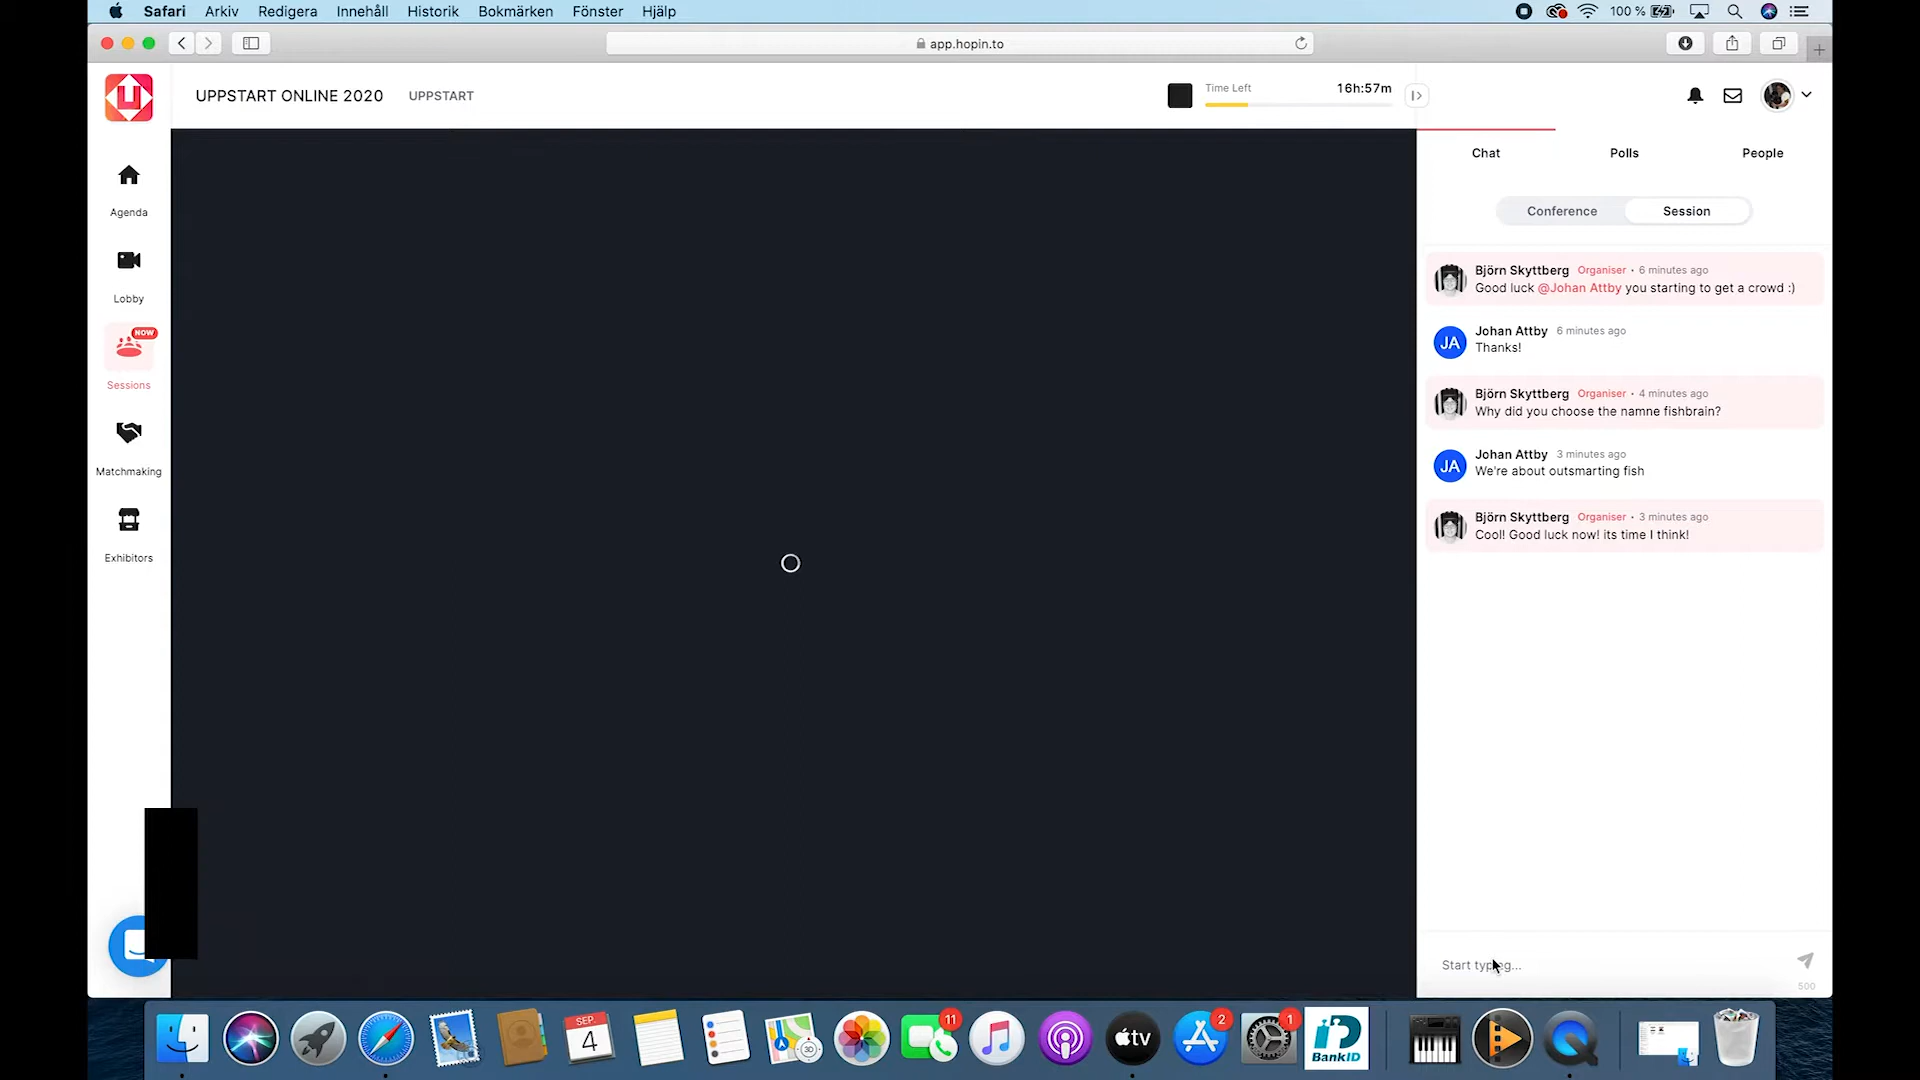 Safari Arkiv Redigera Innehåll Historik Bokmärken Fönster Hjälp 100 %
app.hopin.to
U
UPPSTART ONLINE 2020 UPPSTART
Time Left 16h:57m
Agenda
Lobby
NOW
Sessions
Matchmaking
Exhibitors
Chat Polls People
Conference Session
Björn Skyttberg Organiser • 6 minutes ago
Good luck @Johan Attby you starting to get a crowd :)
JA
Johan Attby 6 minutes ago
Thanks!
Björn Skyttberg Organiser • 4 minutes ago
Why did you choose the namne fishbrain?
JA
Johan Attby 3 minutes ago
We're about outsmarting fish
Björn Skyttberg Organiser • 3 minutes ago
Cool! Good luck now! its time I think!
Start typing...
500
SEP.
4
30
11
tv
2
1
iD
BankID